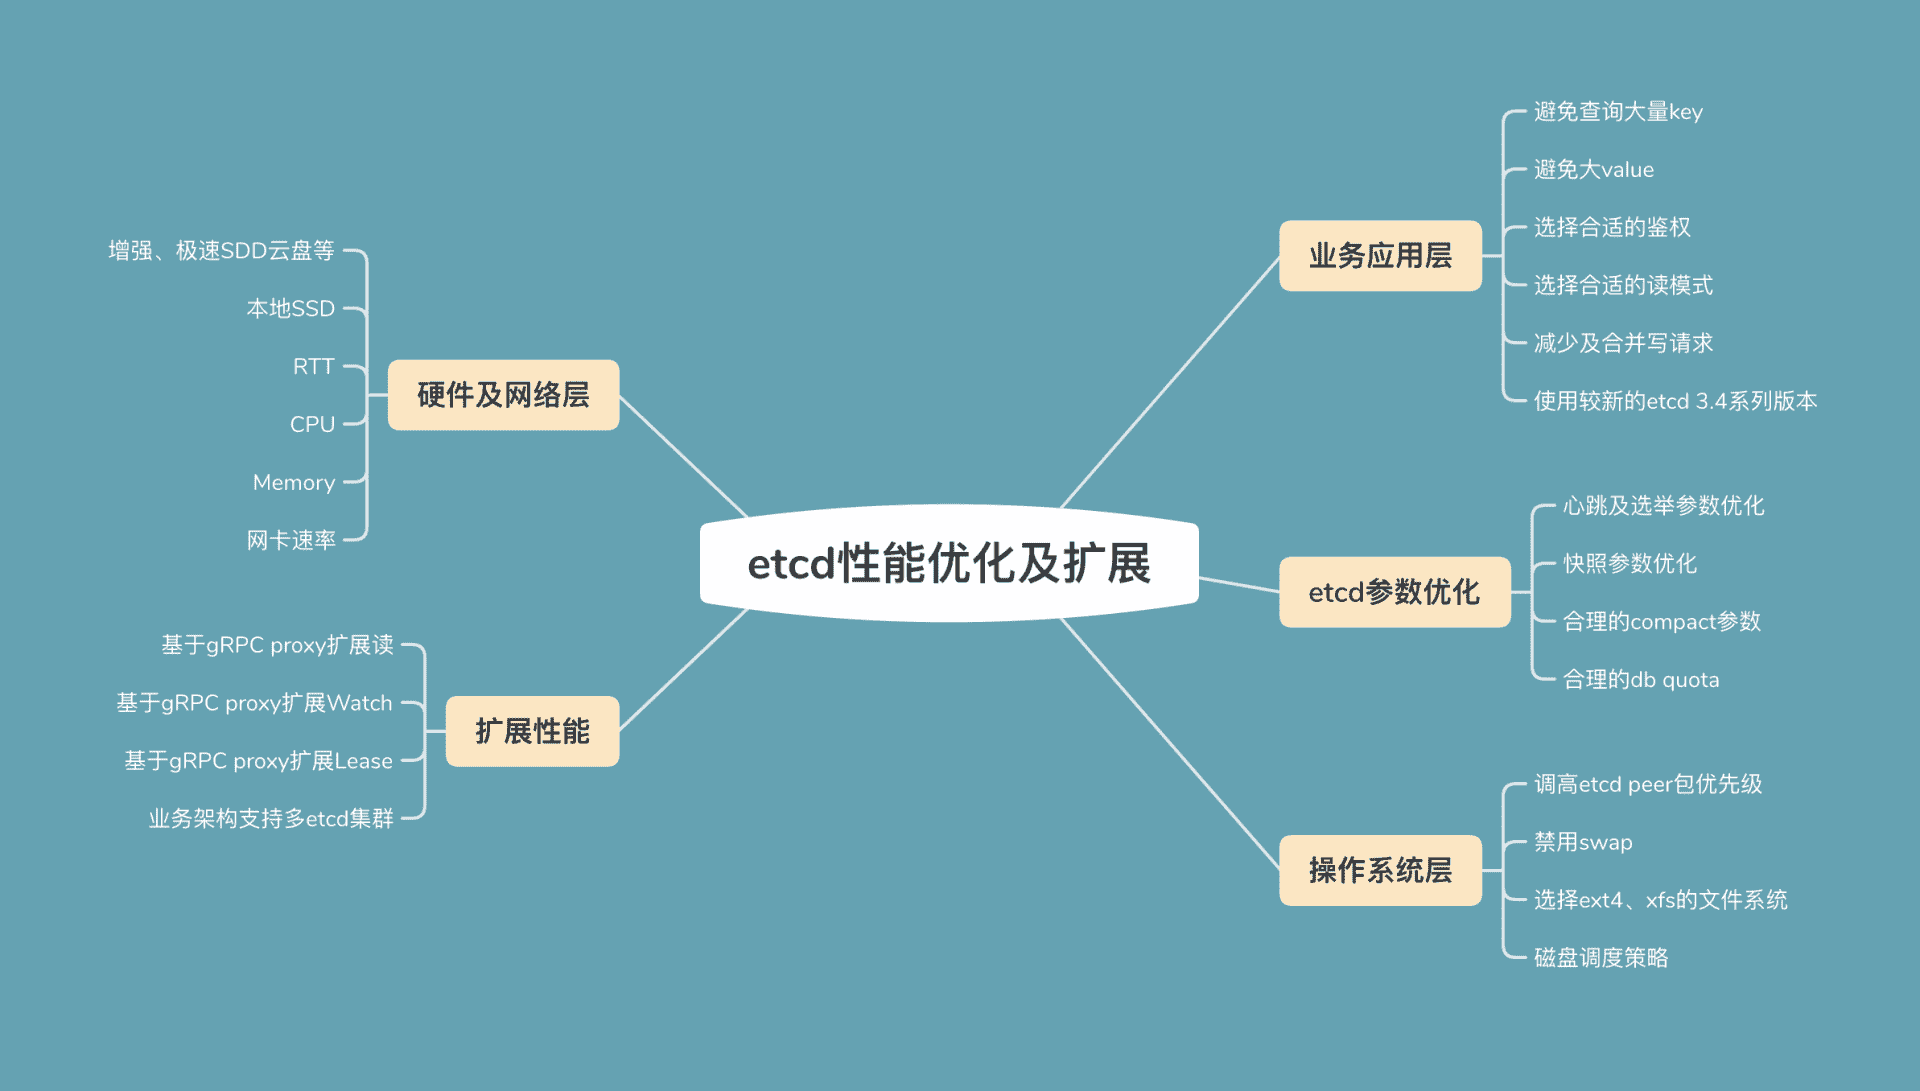 etcd性能优化及扩展
业务应用层
避免查询大量key
避免大value
选择合适的鉴权
选择合适的读模式
减少及合并写请求
使用较新的etcd 3.4系列版本
etcd参数优化
心跳及选举参数优化
快照参数优化
合理的compact参数
合理的db quota
操作系统层
调高etcd peer包优先级
禁用swap
选择ext4、xfs的文件系统
磁盘调度策略
硬件及网络层
增强、极速SDD云盘等
本地SSD
RTT
CPU
Memory
网卡速率
扩展性能
基于gRPC proxy扩展读
基于gRPC proxy扩展Watch
基于gRPC proxy扩展Lease
业务架构支持多etcd集群